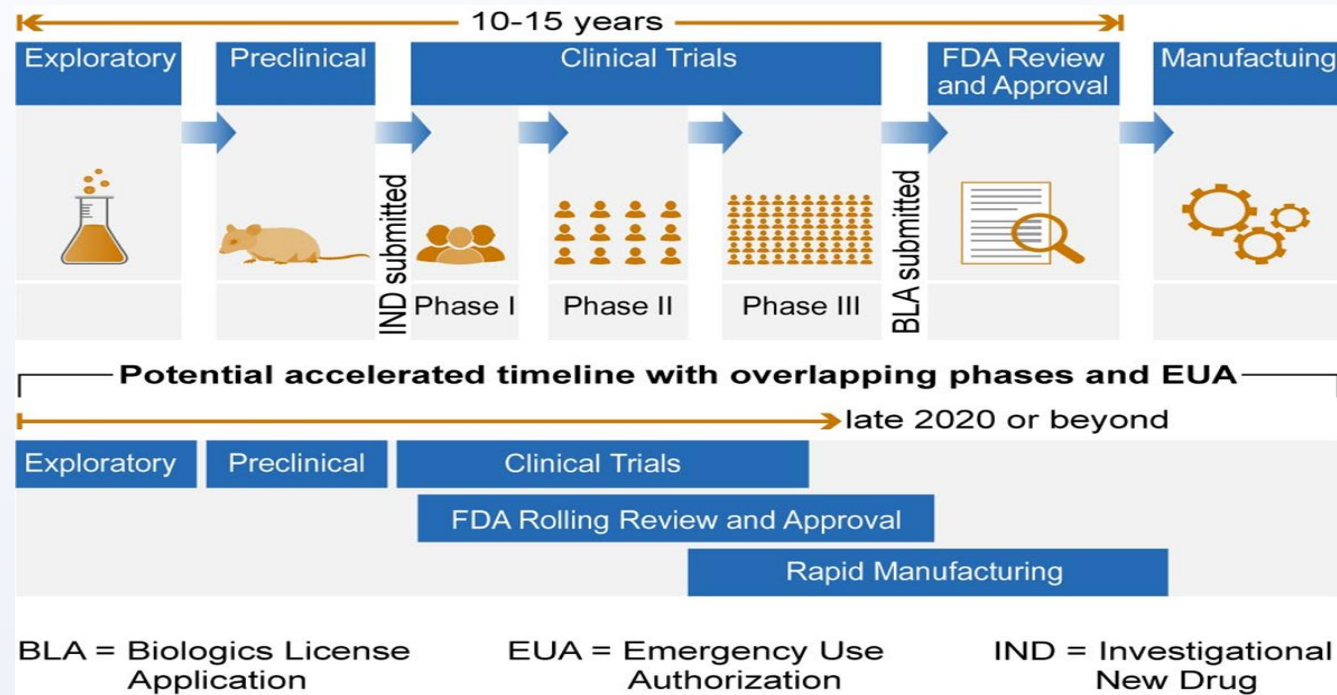 10-15 years
Exploratory
Preclinical
Clinical Trials
FDA Review
and Approval
Manufactuing
IND submitted
BLA submitted
Phase I
Phase II
Phase III
Potential accelerated timeline with overlapping phases and EUA
late 2020 or beyond
Exploratory
Preclinical
Clinical Trials
FDA Rolling Review and Approval
Rapid Manufacturing
BLA = Biologics License
Application
EUA = Emergency Use
Authorization
IND = Investigational
New Drug